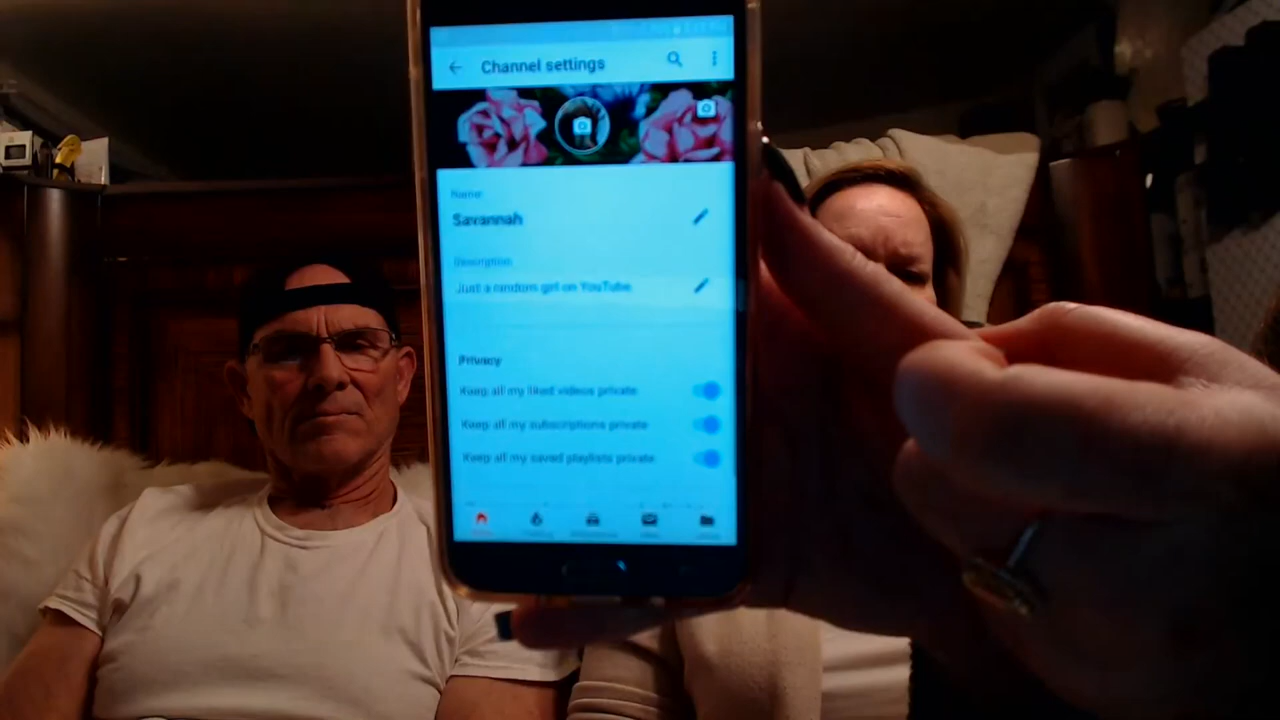 Channel settings
Name
Savannah
Description
Just a random girl on YouTube
Privacy
Keep all my liked videos private
Keep all my subscriptions private
Keep all my saved playlists private